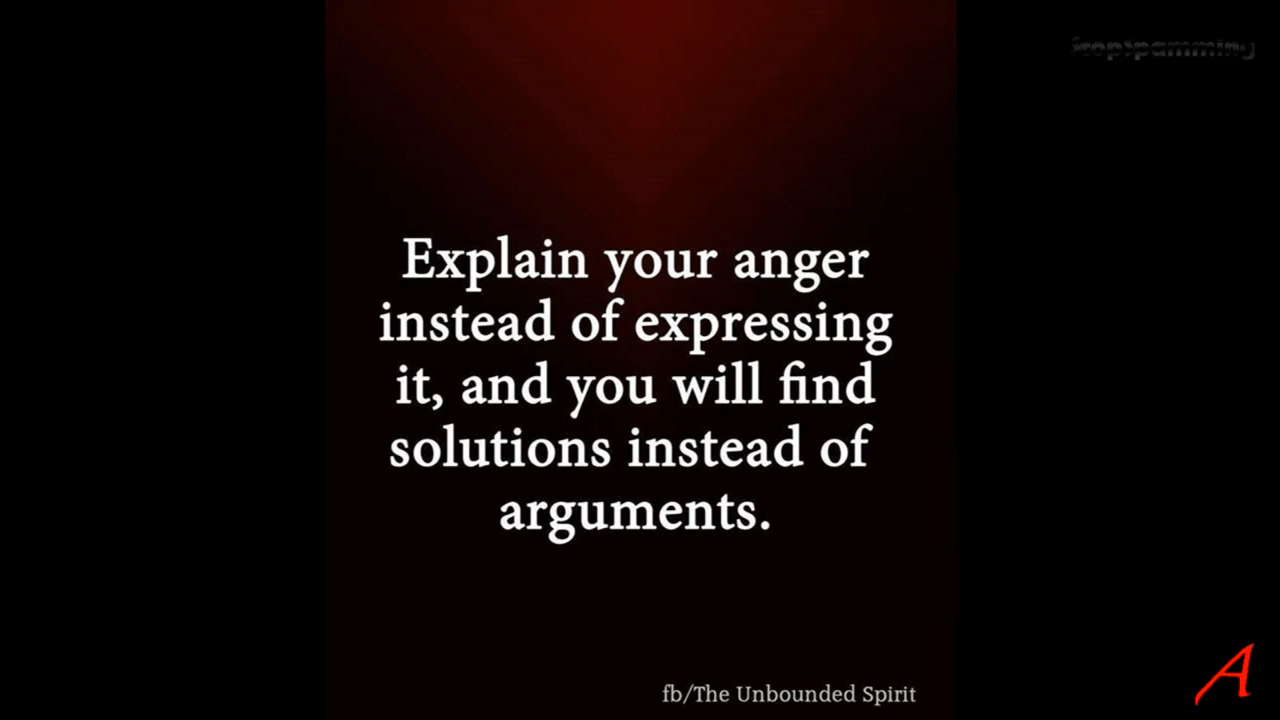 StopSpamming
Explain your anger
instead of expressing
it, and you will find
solutions instead of
arguments.
fb/The Unbounded Spirit
A